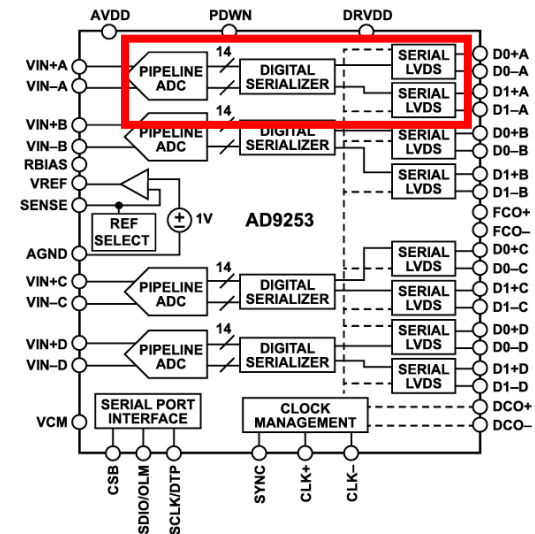 AVDD PDWN DRVDD
14
VIN+A PIPELINE ADC DIGITAL SERIALIZER SERIAL LVDS D0+A
VIN–A D0–A
SERIAL LVDS D1+A
D1–A
14
VIN+B PIPELINE ADC DIGITAL SERIALIZER SERIAL LVDS D0+B
VIN–B D0–B
RBIAS SERIAL LVDS D1+B
VREF D1–B
SENSE 1V FCO+
REF SELECT AD9253 FCO–
AGND SERIAL LVDS D0+C
14 D0–C
VIN+C PIPELINE ADC DIGITAL SERIALIZER SERIAL LVDS D1+C
VIN–C D1–C
14
VIN+D PIPELINE ADC DIGITAL SERIALIZER SERIAL LVDS D0+D
VIN–D D0–D
SERIAL LVDS D1+D
D1–D
SERIAL PORT INTERFACE CLOCK MANAGEMENT DCO+
VCM DCO–
CSB SDIO/OLM SCLK/DTP SYNC CLK+ CLK–